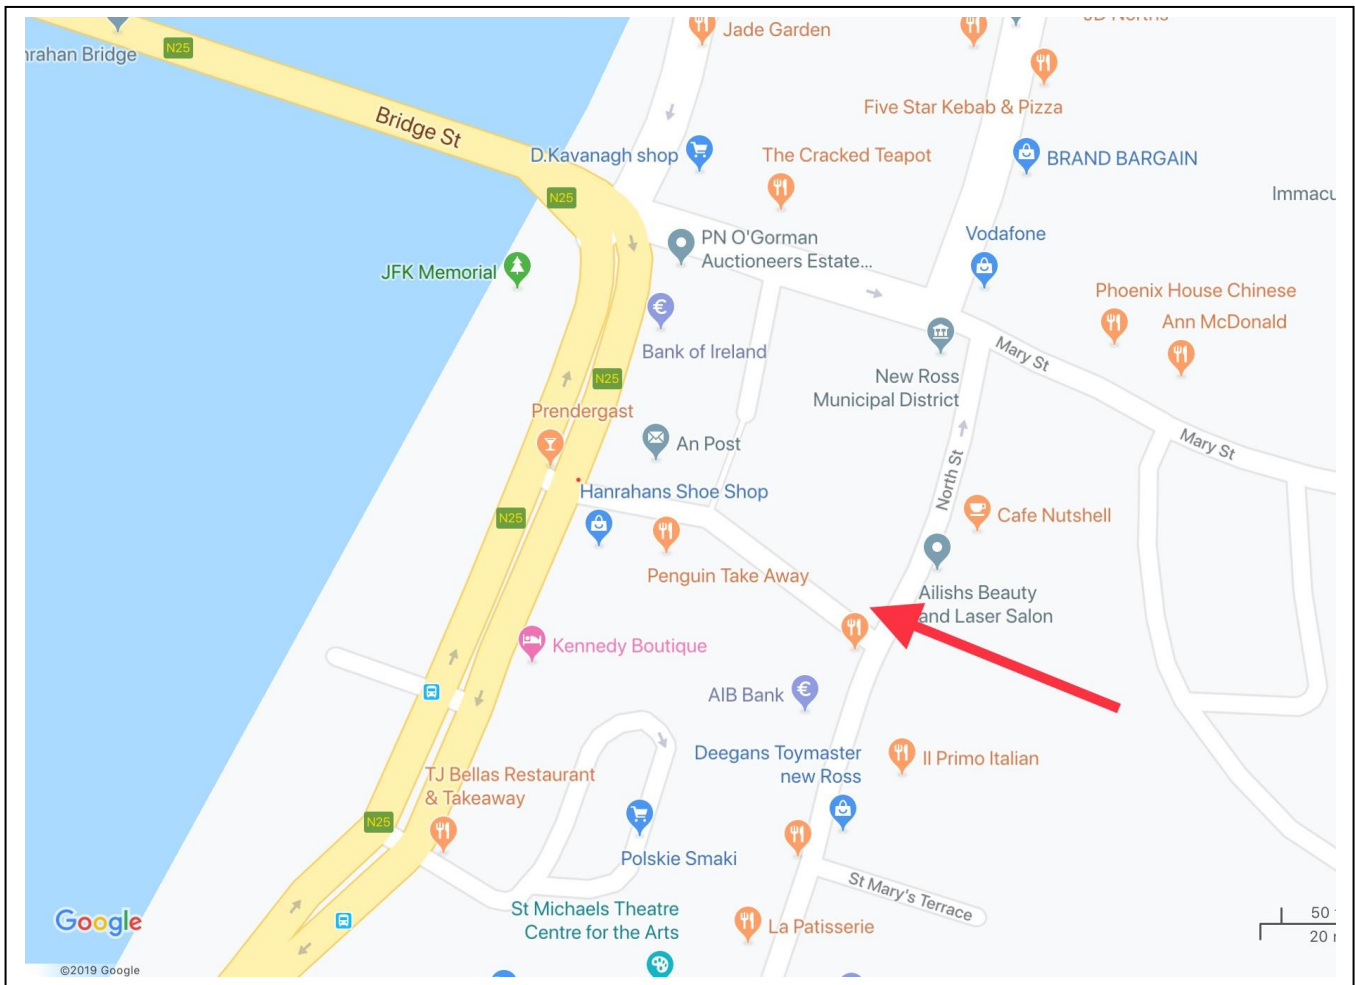 Jade Garden
N25
rahan Bridge
Bridge St
Five Star Kebab & Pizza
D.Kavanagh shop
The Cracked Teapot
BRAND BARGAIN
N25
Immacu
PN O'Gorman
Auctioneers Estate...
Vodafone
JFK Memorial
Phoenix House Chinese
Ann McDonald
Bank of Ireland
Mary St
New Ross
Municipal District
N25
Prendergast
An Post
Mary St
North St
Hanrahans Shoe Shop
N25
Cafe Nutshell
Penguin Take Away
Ailishs Beauty
and Laser Salon
Kennedy Boutique
AIB Bank
Deegans Toymaster
new Ross
Il Primo Italian
TJ Bellas Restaurant
& Takeaway
N25
Polskie Smaki
St Mary's Terrace
St Michaels Theatre
Centre for the Arts
La Patisserie
Google
50
20
©2019 Google